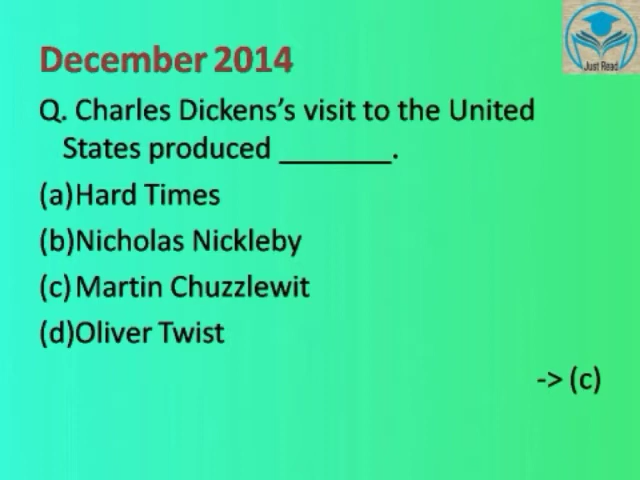 December 2014
Just Read
Q. Charles Dickens’s visit to the United
States produced _______.
(a)Hard Times
(b)Nicholas Nickleby
(c) Martin Chuzzlewit
(d)Oliver Twist
-> (c)